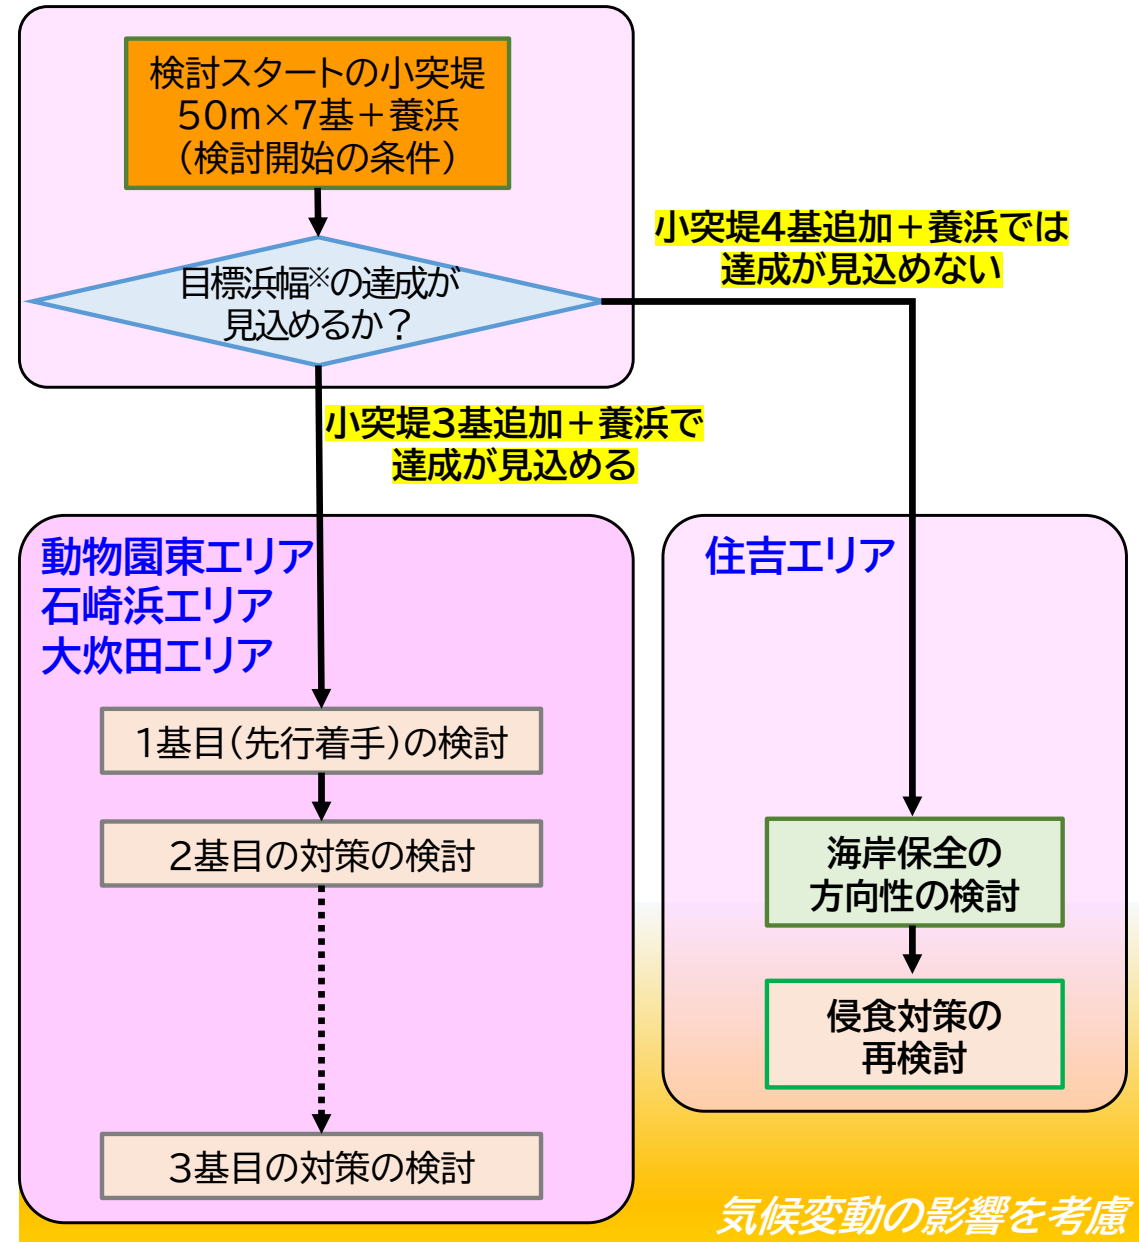 検討スタートの小突堤
50m×7基＋養浜
（検討開始の条件）
目標浜幅※の達成が
見込めるか？
小突堤4基追加＋養浜では
達成が見込めない
小突堤3基追加＋養浜で
達成が見込める
動物園東エリア
石崎浜エリア
大炊田エリア
1基目（先行着手）の検討
2基目の対策の検討
3基目の対策の検討
住吉エリア
海岸保全の
方向性の検討
侵食対策の
再検討
気候変動の影響を考慮